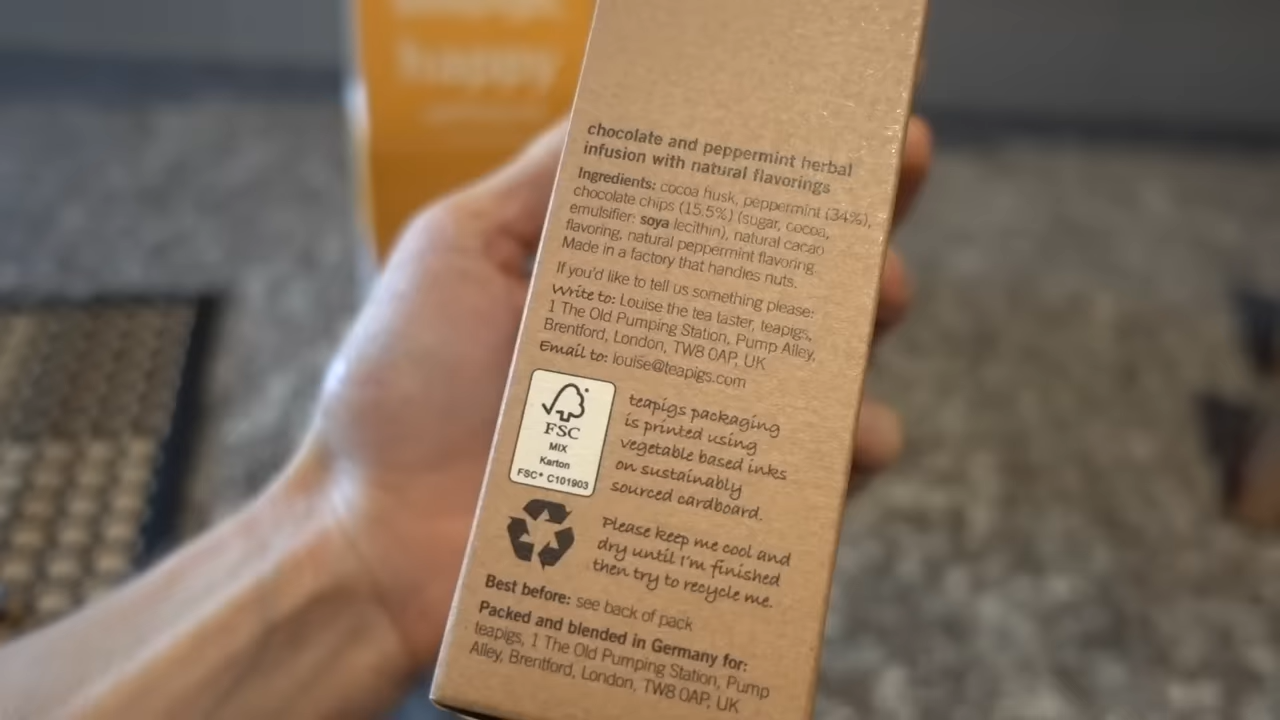 happy
chocolate and peppermint herbal
infusion with natural flavorings
Ingredients: cocoa husk, peppermint (34%),
chocolate chips (15.5%) (sugar, cocoa,
emulsifier: soya lecithin), natural cacao
flavoring, natural peppermint flavoring.
Made in a factory that handles nuts.
If you'd like to tell us something please:
Write to: Louise the tea taster, teapigs,
1 The Old Pumping Station, Pump Alley,
Brentford, London, TW8 0AP, UK
Email to: louise@teapigs.com
FSC
MIX
Karton
FSC® C101903
teapigs packaging
is printed using
vegetable based inks
on sustainably
sourced cardboard.
Please keep me cool and
dry until I'm finished
then try to recycle me.
Best before: see back of pack
Packed and blended in Germany for:
teapigs, 1 The Old Pumping Station, Pump
Alley, Brentford, London, TW8 0AP, UK